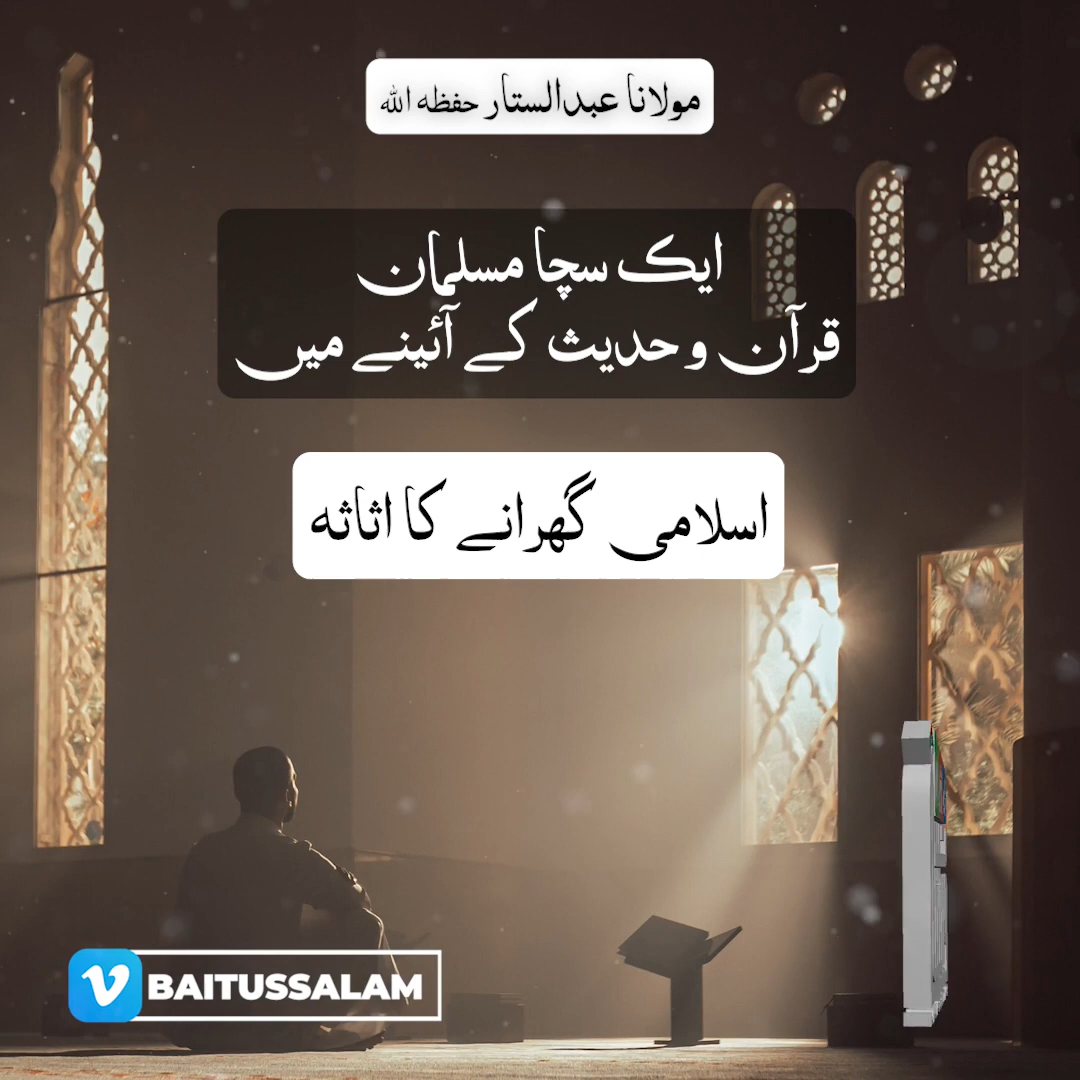 مولانا عبدالستار حفظہ اللہ
ایک سچا مسلمان
قرآن و حدیث کے آئینے میں
اسلامی گھرانے کا اثاثہ
BAITUSSALAM